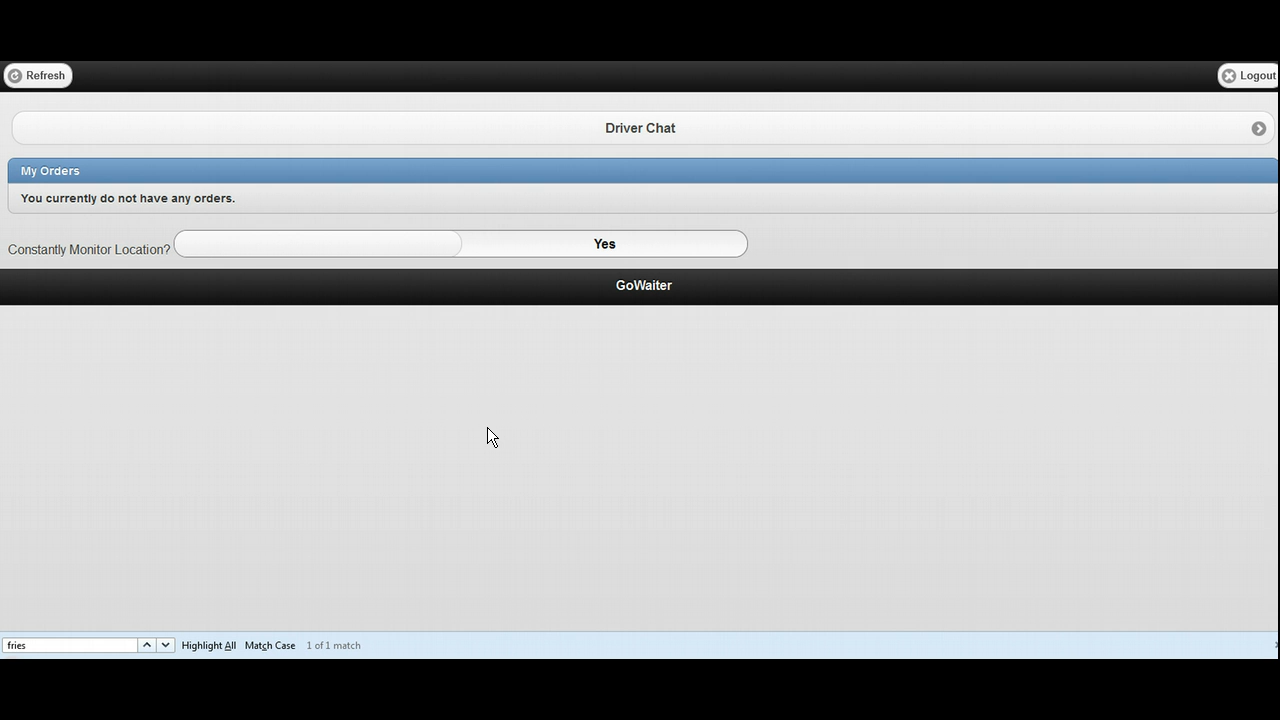 Refresh
Logout
Driver Chat
My Orders
You currently do not have any orders.
Constantly Monitor Location?
Yes
GoWaiter
fries
Highlight All
Match Case
1 of 1 match